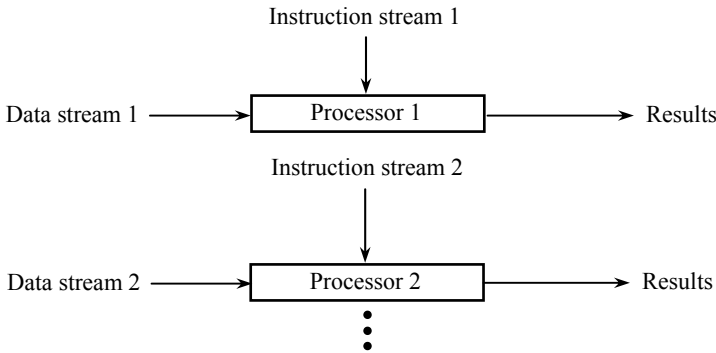 Instruction stream 1
Data stream 1 Processor 1 Results
Instruction stream 2
Data stream 2 Processor 2 Results